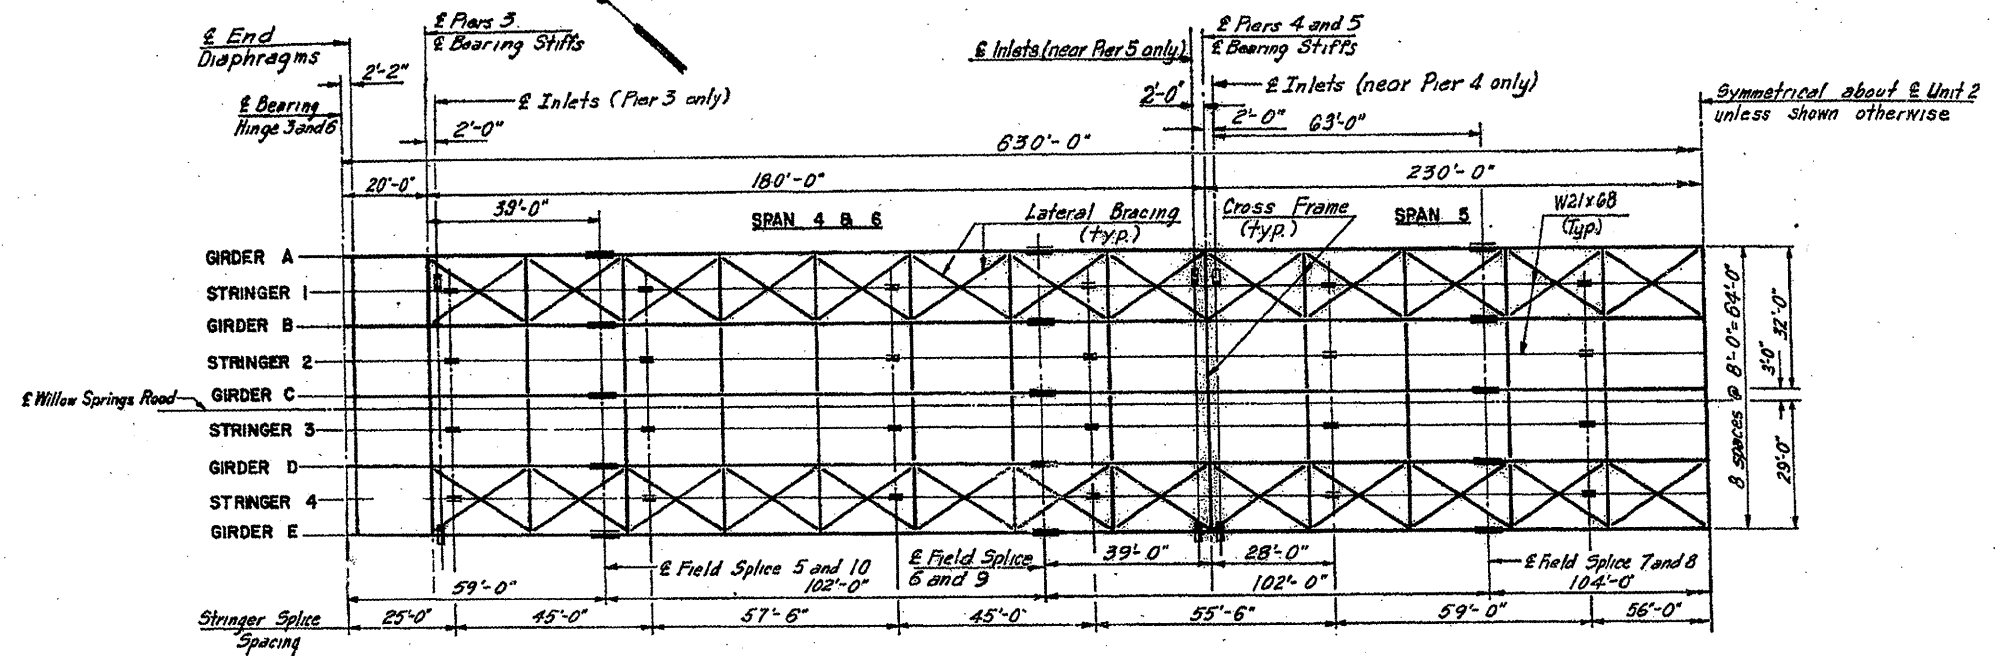 ℄ End
Diaphragms
2'-2"
℄ Bearing
Hinge 3 and 6
℄ Piers 3
℄ Bearing Stiffs
℄ Inlets (Pier 3 only)
2'-0"
℄ Inlets (near Pier 5 only)
℄ Piers 4 and 5
℄ Bearing Stiffs
℄ Inlets (near Pier 4 only)
2'-0"
2'-0"
63'-0"
Symmetrical about ℄ Unit 2
unless shown otherwise
630'-0"
20'-0"
180'-0"
230'-0"
39'-0"
SPAN 4 & 6
Lateral Bracing
(typ.)
Cross Frame
(typ.)
SPAN 5
W21x68
(Typ.)
GIRDER A
STRINGER 1
GIRDER B
STRINGER 2
GIRDER C
℄ Willow Springs Road
STRINGER 3
GIRDER D
STRINGER 4
GIRDER E
8 spaces @ 8'-0"=64'-0"
3'-0"
32'-0"
29'-0"
℄ Field Splice 5 and 10
℄ Field Splice
6 and 9
39'-0"
28'-0"
℄ Field Splice 7 and 8
59'-0"
102'-0"
102'-0"
104'-0"
Stringer Splice
Spacing
25'-0"
45'-0"
57'-6"
45'-0"
55'-6"
59'-0"
56'-0"